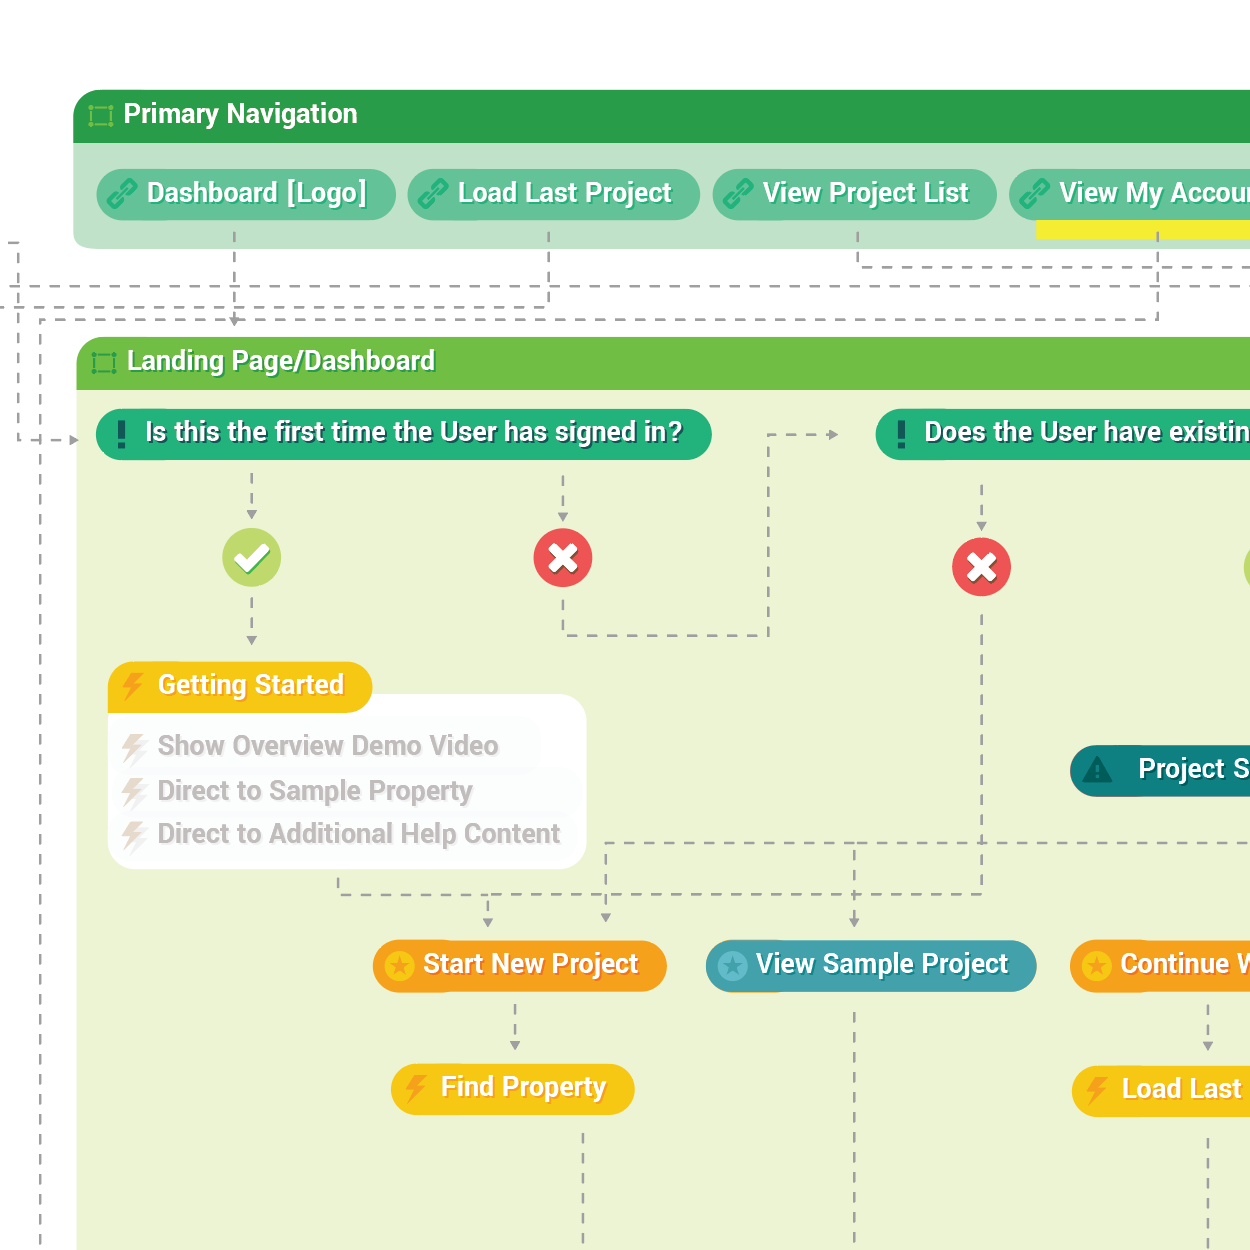 Primary Navigation
Dashboard [Logo]
Load Last Project
View Project List
View My
Landing Page/Dashboard
Is this the first time the User has signed in?
Does the User have
Getting Started
Show Overview Demo Video
Direct to Sample Property
Direct to Additional Help Content
Project
Start New Project
View Sample Project
Continue
Find Property
Load Last